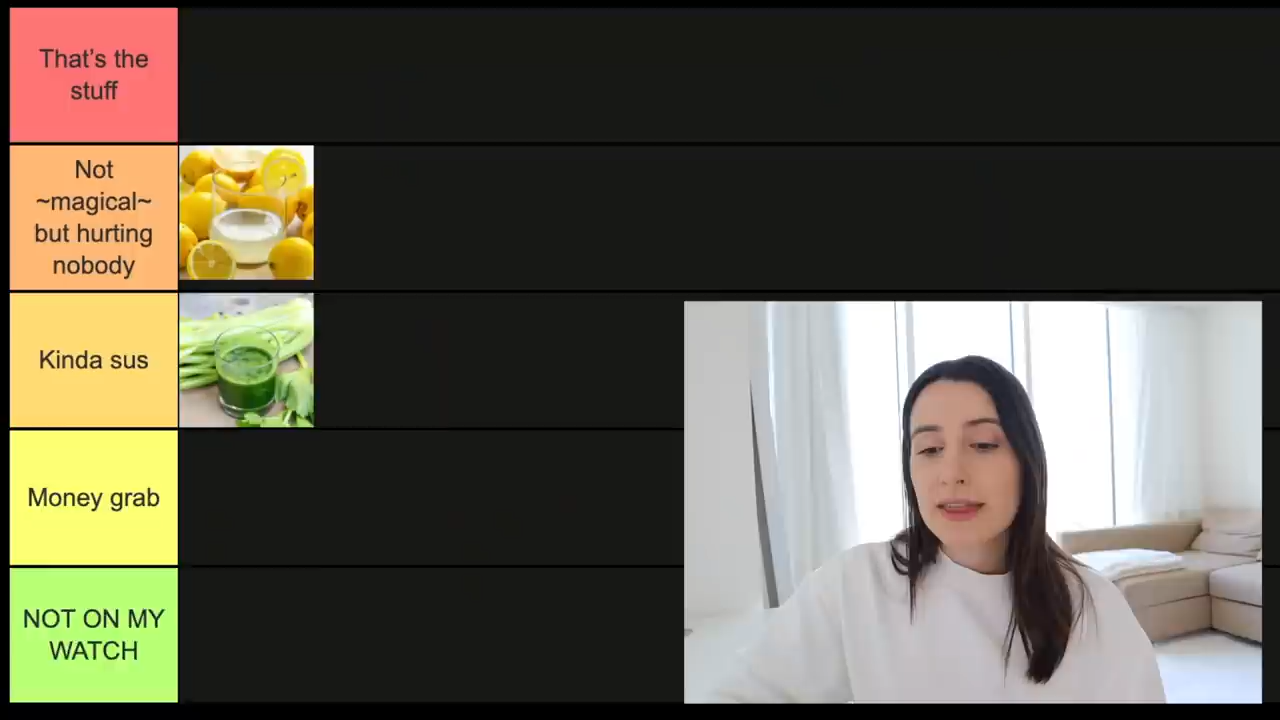 That’s the
stuff
Not
~magical~
but hurting
nobody
Kinda sus
Money grab
NOT ON MY
WATCH